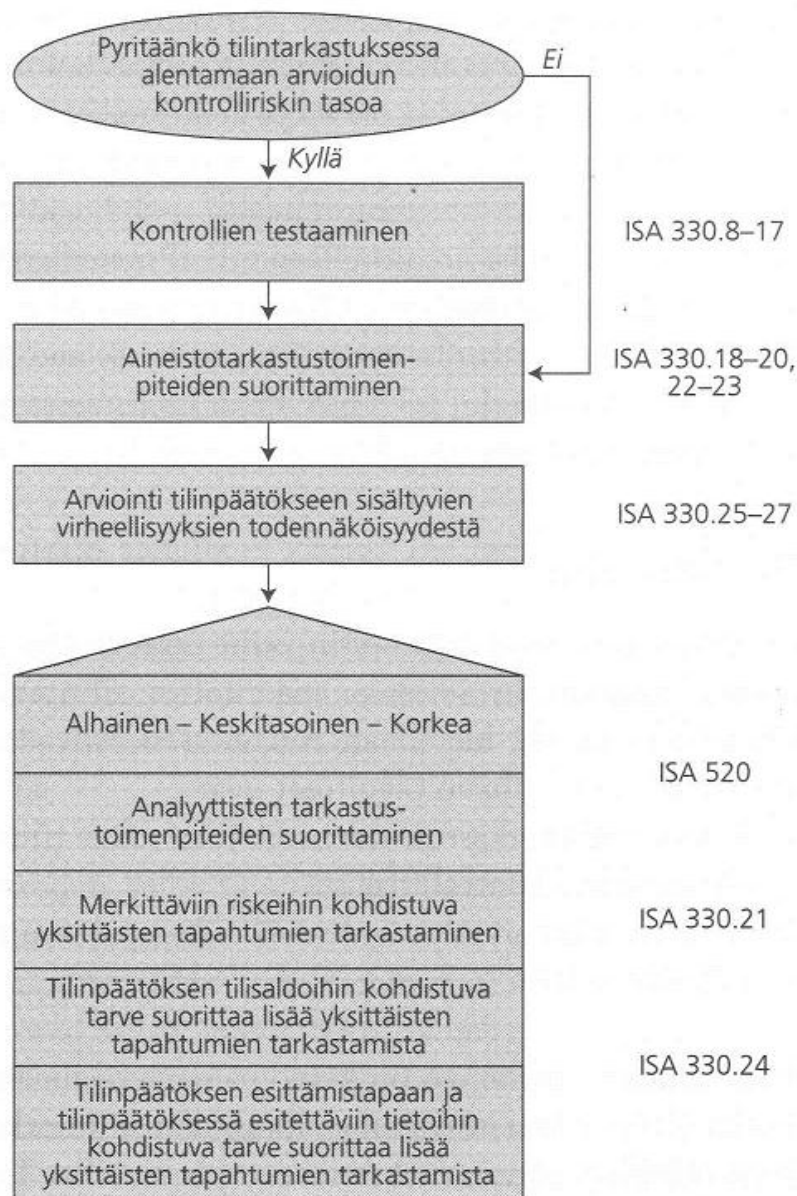 Pyritäänkö tilintarkastuksessa
alentamaan arvioidun
kontrolliriskin tasoa
Ei
Kyllä
Kontrollien testaaminen
ISA 330.8–17
Aineistotarkastustoimen-
piteiden suorittaminen
ISA 330.18–20,
22–23
Arviointi tilinpäätökseen sisältyvien
virheellisyyksien todennäköisyydestä
ISA 330.25–27
Alhainen – Keskitasoinen – Korkea
ISA 520
Analyyttisten tarkastus-
toimenpiteiden suorittaminen
Merkittäviin riskeihin kohdistuva
yksittäisten tapahtumien tarkastaminen
ISA 330.21
Tilinpäätöksen tilisaldoihin kohdistuva
tarve suorittaa lisää yksittäisten
tapahtumien tarkastamista
ISA 330.24
Tilinpäätöksen esittämistapaan ja
tilinpäätöksessä esitettäviin tietoihin
kohdistuva tarve suorittaa lisää
yksittäisten tapahtumien tarkastamista